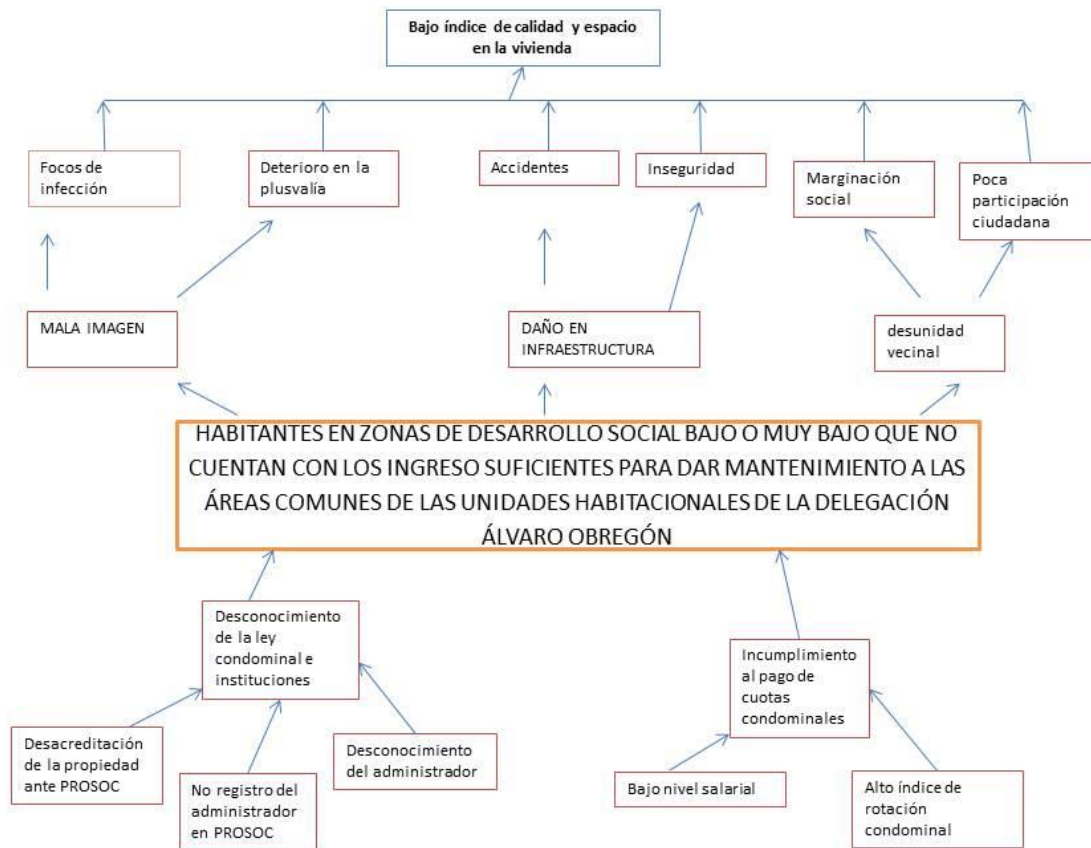 Bajo índice de calidad y espacio
en la vivienda
Focos de
infección
Deterioro en la
plusvalía
Accidentes
Inseguridad
Marginación
social
Poca
participación
ciudadana
MALA IMAGEN
DAÑO EN
INFRAESTRUCTURA
desunidad
vecinal
HABITANTES EN ZONAS DE DESARROLLO SOCIAL BAJO O MUY BAJO QUE NO
CUENTAN CON LOS INGRESO SUFICIENTES PARA DAR MANTENIMIENTO A LAS
ÁREAS COMUNES DE LAS UNIDADES HABITACIONALES DE LA DELEGACIÓN
ÁLVARO OBREGÓN
Desconocimiento
de la ley
condominal e
instituciones
Incumplimiento
al pago de
cuotas
condominales
Desacreditación
de la propiedad
ante PROSOC
No registro del
administrador
en PROSOC
Desconocimiento
del administrador
Bajo nivel salarial
Alto índice de
rotación
condominal